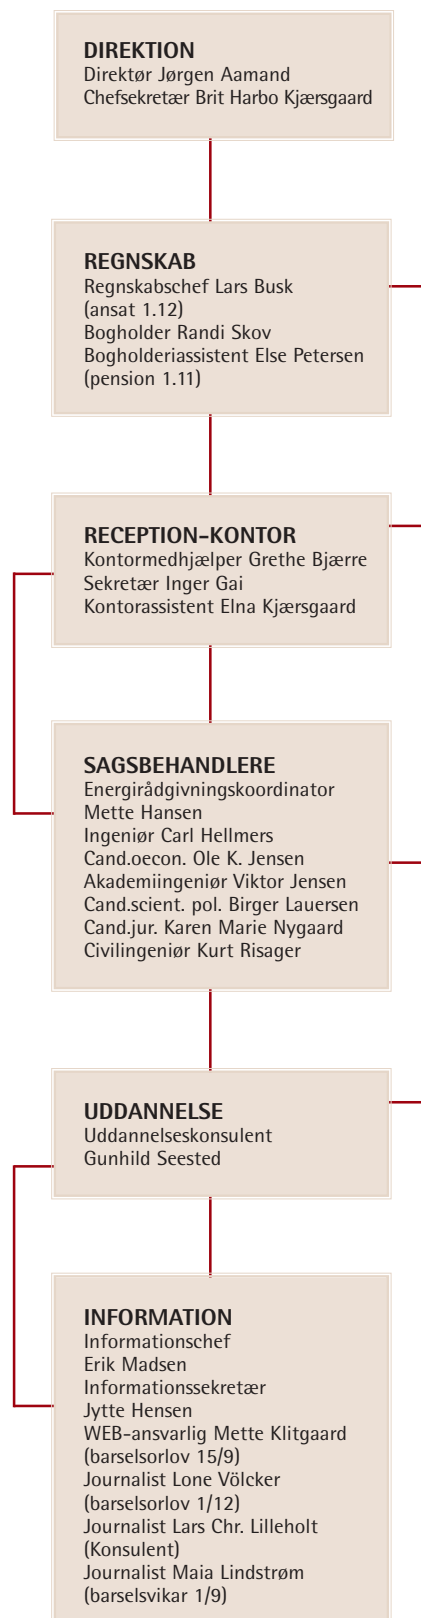 DIREKTION
Direktør Jørgen Aamand
Chefsekretær Brit Harbo Kjærsgaard
REGNSKAB
Regnskabschef Lars Busk
(ansat 1.12)
Bogholder Randi Skov
Bogholderiassistent Else Petersen
(pension 1.11)
RECEPTION-KONTOR
Kontormedhjælper Grethe Bjærre
Sekretær Inger Gai
Kontorassistent Elna Kjærsgaard
SAGSBEHANDLERE
Energirådgivningskoordinator
Mette Hansen
Ingeniør Carl Hellmers
Cand.oecon. Ole K. Jensen
Akademiingeniør Viktor Jensen
Cand.scient. pol. Birger Lauersen
Cand.jur. Karen Marie Nygaard
Civilingeniør Kurt Risager
UDDANNELSE
Uddannelseskonsulent
Gunhild Seested
INFORMATION
Informationschef
Erik Madsen
Informationssekretær
Jytte Hensen
WEB-ansvarlig Mette Klitgaard
(barselsorlov 15/9)
Journalist Lone Völcker
(barselsorlov 1/12)
Journalist Lars Chr. Lilleholt
(Konsulent)
Journalist Maia Lindstrøm
(barselsvikar 1/9)